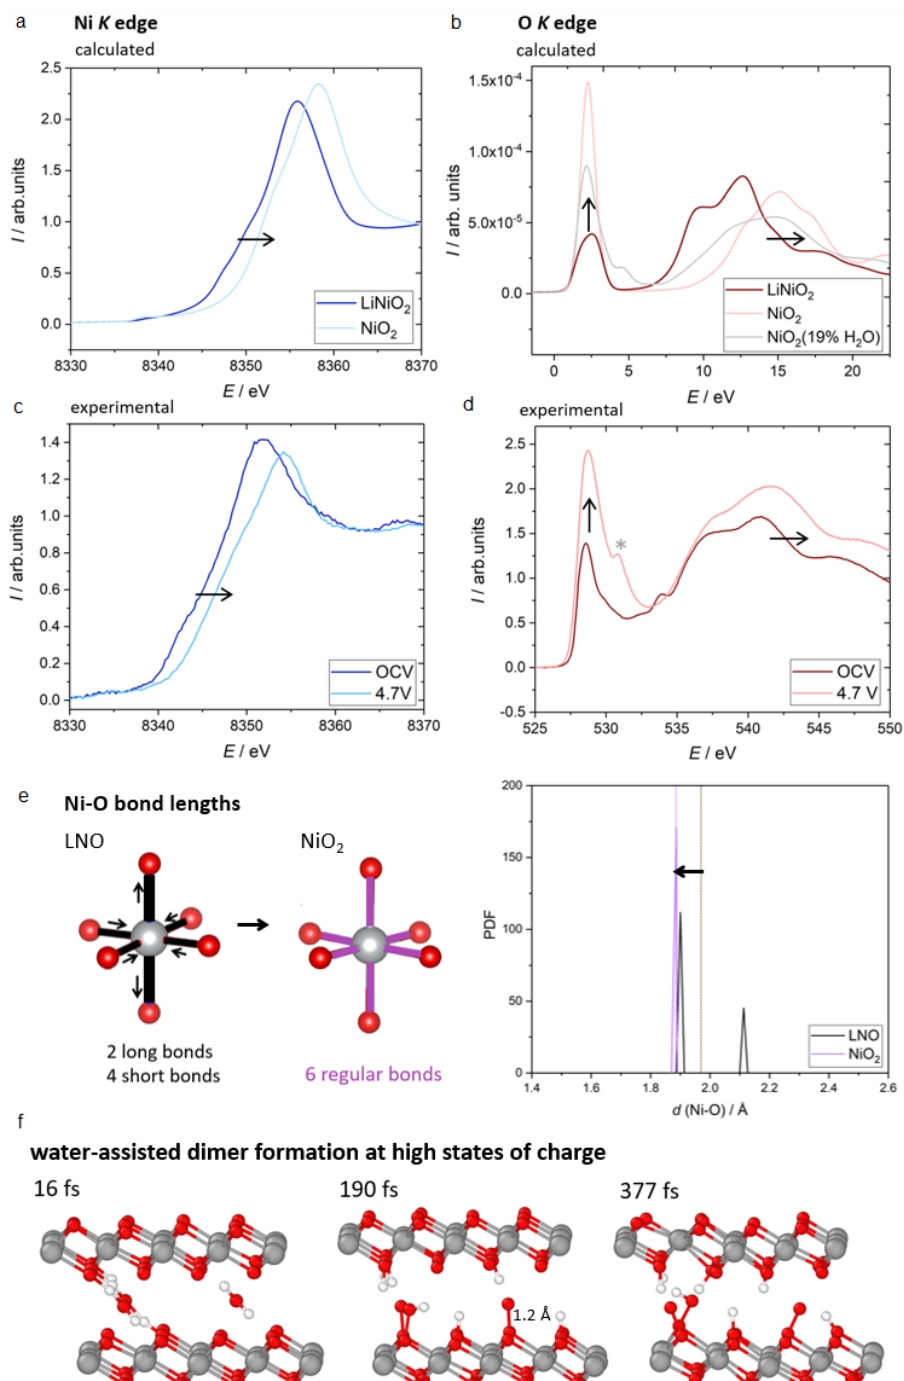 a
Ni K edge
calculated
2.5
2.0
1.5
1.0
0.5
0.0
I / arb.units
LiNiO₂
NiO₂
8330
8340
8350
8360
8370
E / eV
b
O K edge
calculated
1.5x10⁻⁴
1.0x10⁻⁴
5.0x10⁻⁵
0.0
I / arb. units
LiNiO₂
NiO₂
NiO₂(19% H₂O)
0
5
10
15
20
E / eV
c
experimental
1.4
1.2
1.0
0.8
0.6
0.4
0.2
0.0
I / arb.units
OCV
4.7V
8330
8340
8350
8360
8370
E / eV
d
experimental
2.5
2.0
1.5
1.0
0.5
0.0
-0.5
I / arb.units
*
OCV
4.7 V
525
530
535
540
545
550
E / eV
e
Ni-O bond lengths
LNO
NiO₂
2 long bonds
4 short bonds
6 regular bonds
200
150
100
50
0
PDF
LNO
NiO₂
1.4
1.6
1.8
2.0
2.2
2.4
2.6
d (Ni-O) / Å
f
water-assisted dimer formation at high states of charge
16 fs
190 fs
377 fs
1.2 Å